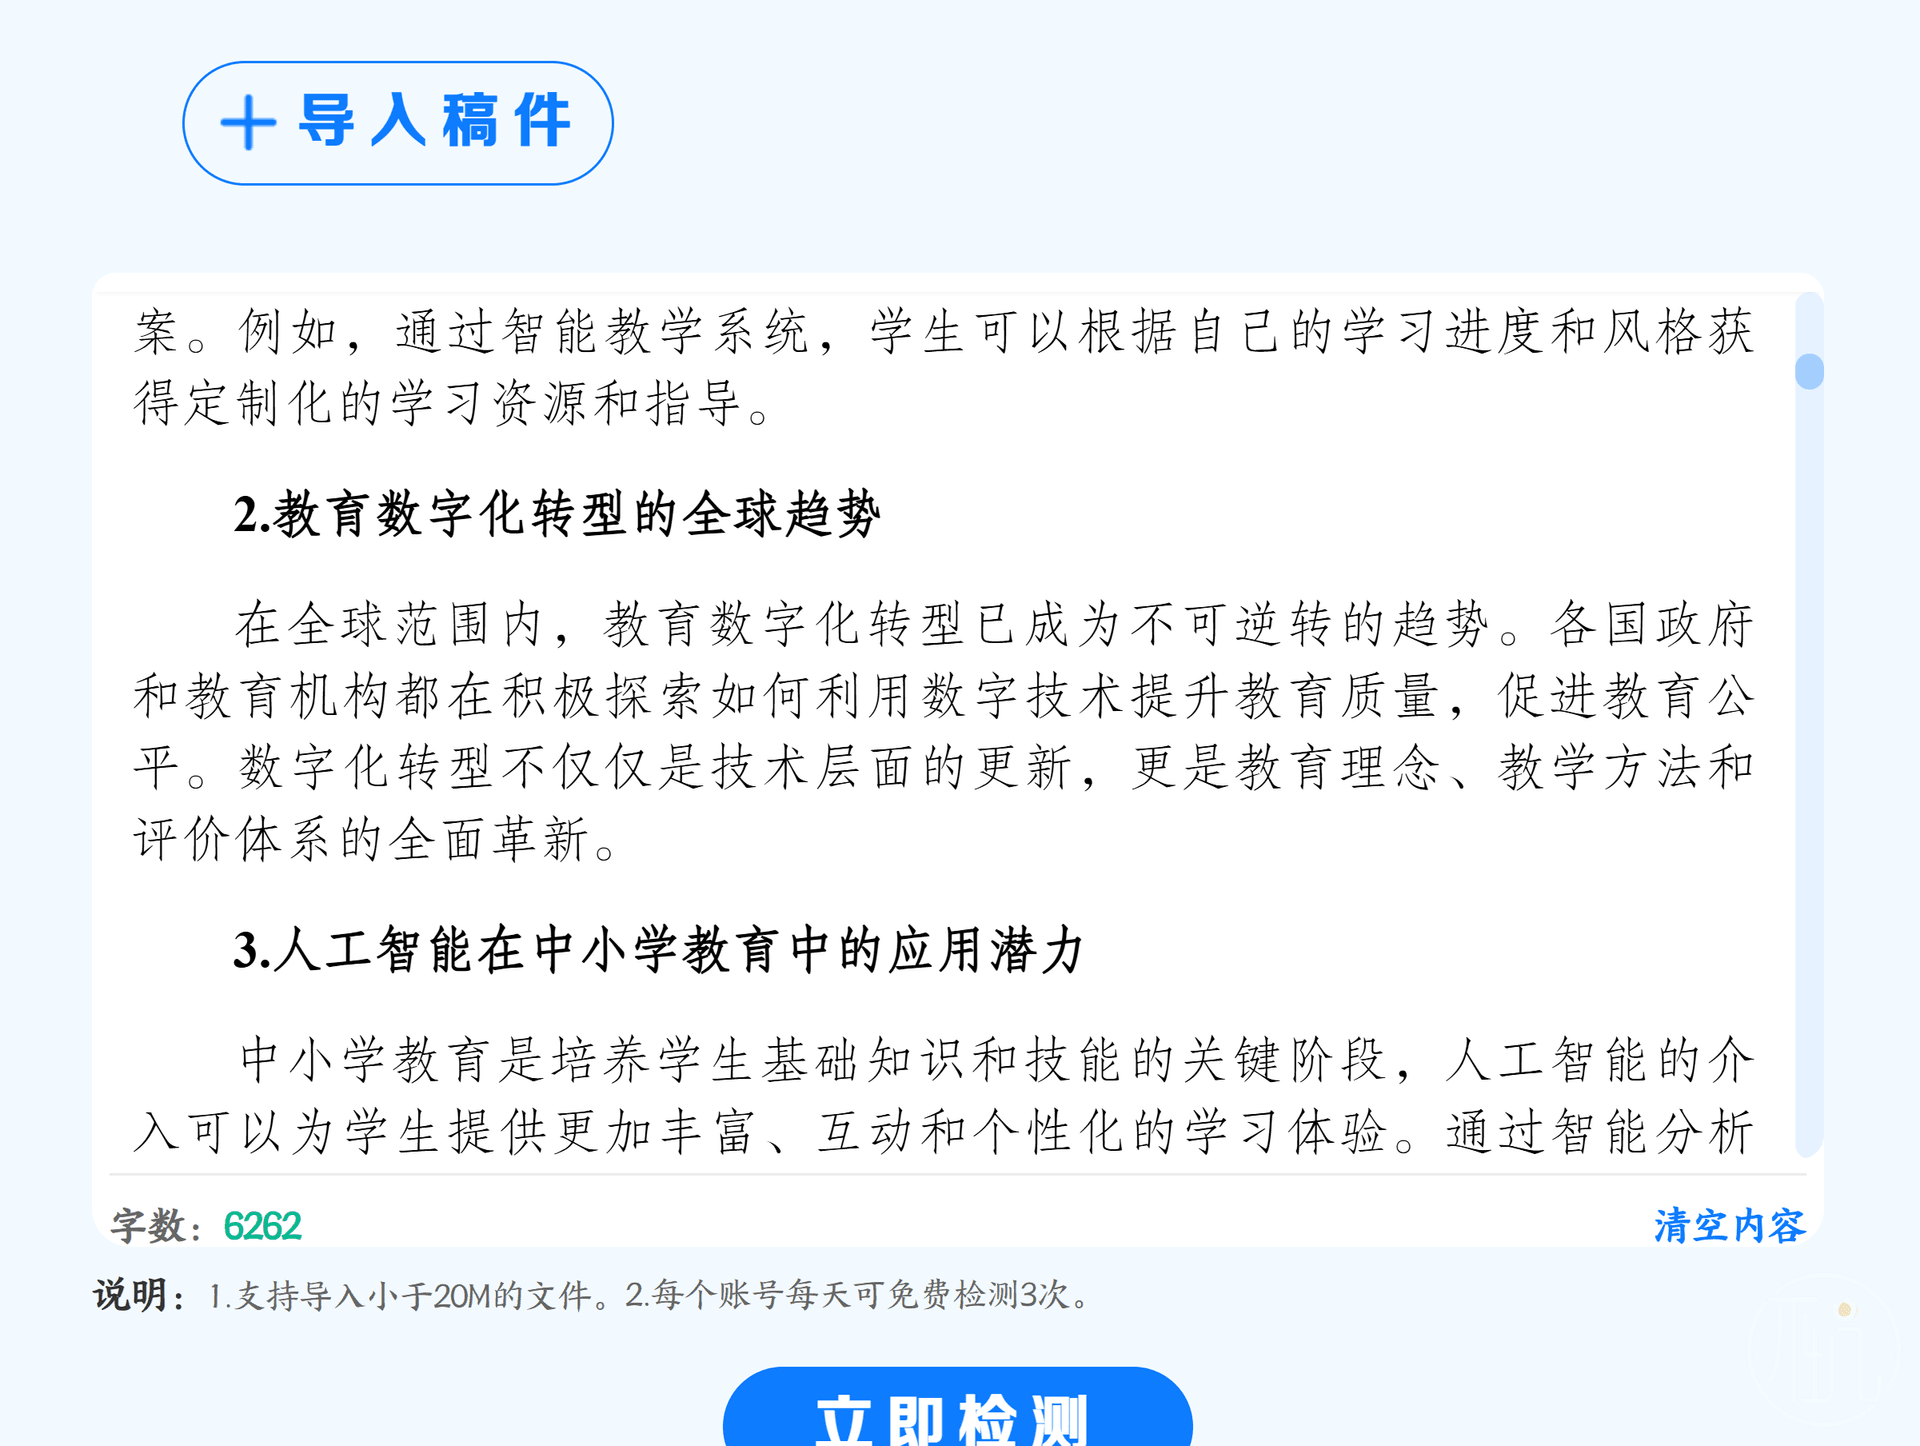 导入稿件
案。例如，通过智能教学系统，学生可以根据自己的学习进度和风格获
得定制化的学习资源和指导。
2.教育数字化转型的全球趋势
在全球范围内，教育数字化转型已成为不可逆转的趋势。各国政府
和教育机构都在积极探索如何利用数字技术提升教育质量，促进教育公
平。数字化转型不仅仅是技术层面的更新，更是教育理念、教学方法和
评价体系的全面革新。
3.人工智能在中小学教育中的应用潜力
中小学教育是培养学生基础知识和技能的关键阶段，人工智能的介
入可以为学生提供更加丰富、互动和个性化的学习体验。通过智能分析
字数：6262
清空内容
说明：1.支持导入小于20M的文件。2.每个账号每天可免费检测3次。
立即检测